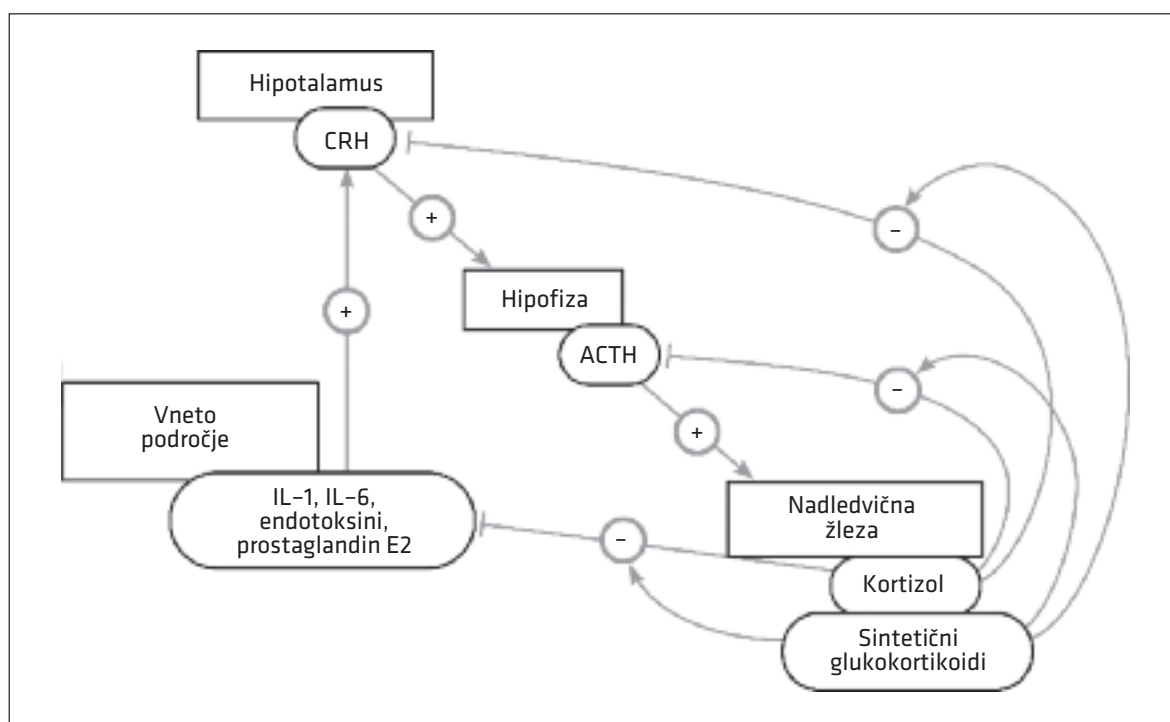 Hipotalamus
CRH
–
+
Hipofiza
+
ACTH
–
Vneto
področje
+
Nadledvična
žleza
IL–1, IL–6,
endotoksini,
prostaglandin E2
–
Kortizol
Sintetični
glukokortikoidi